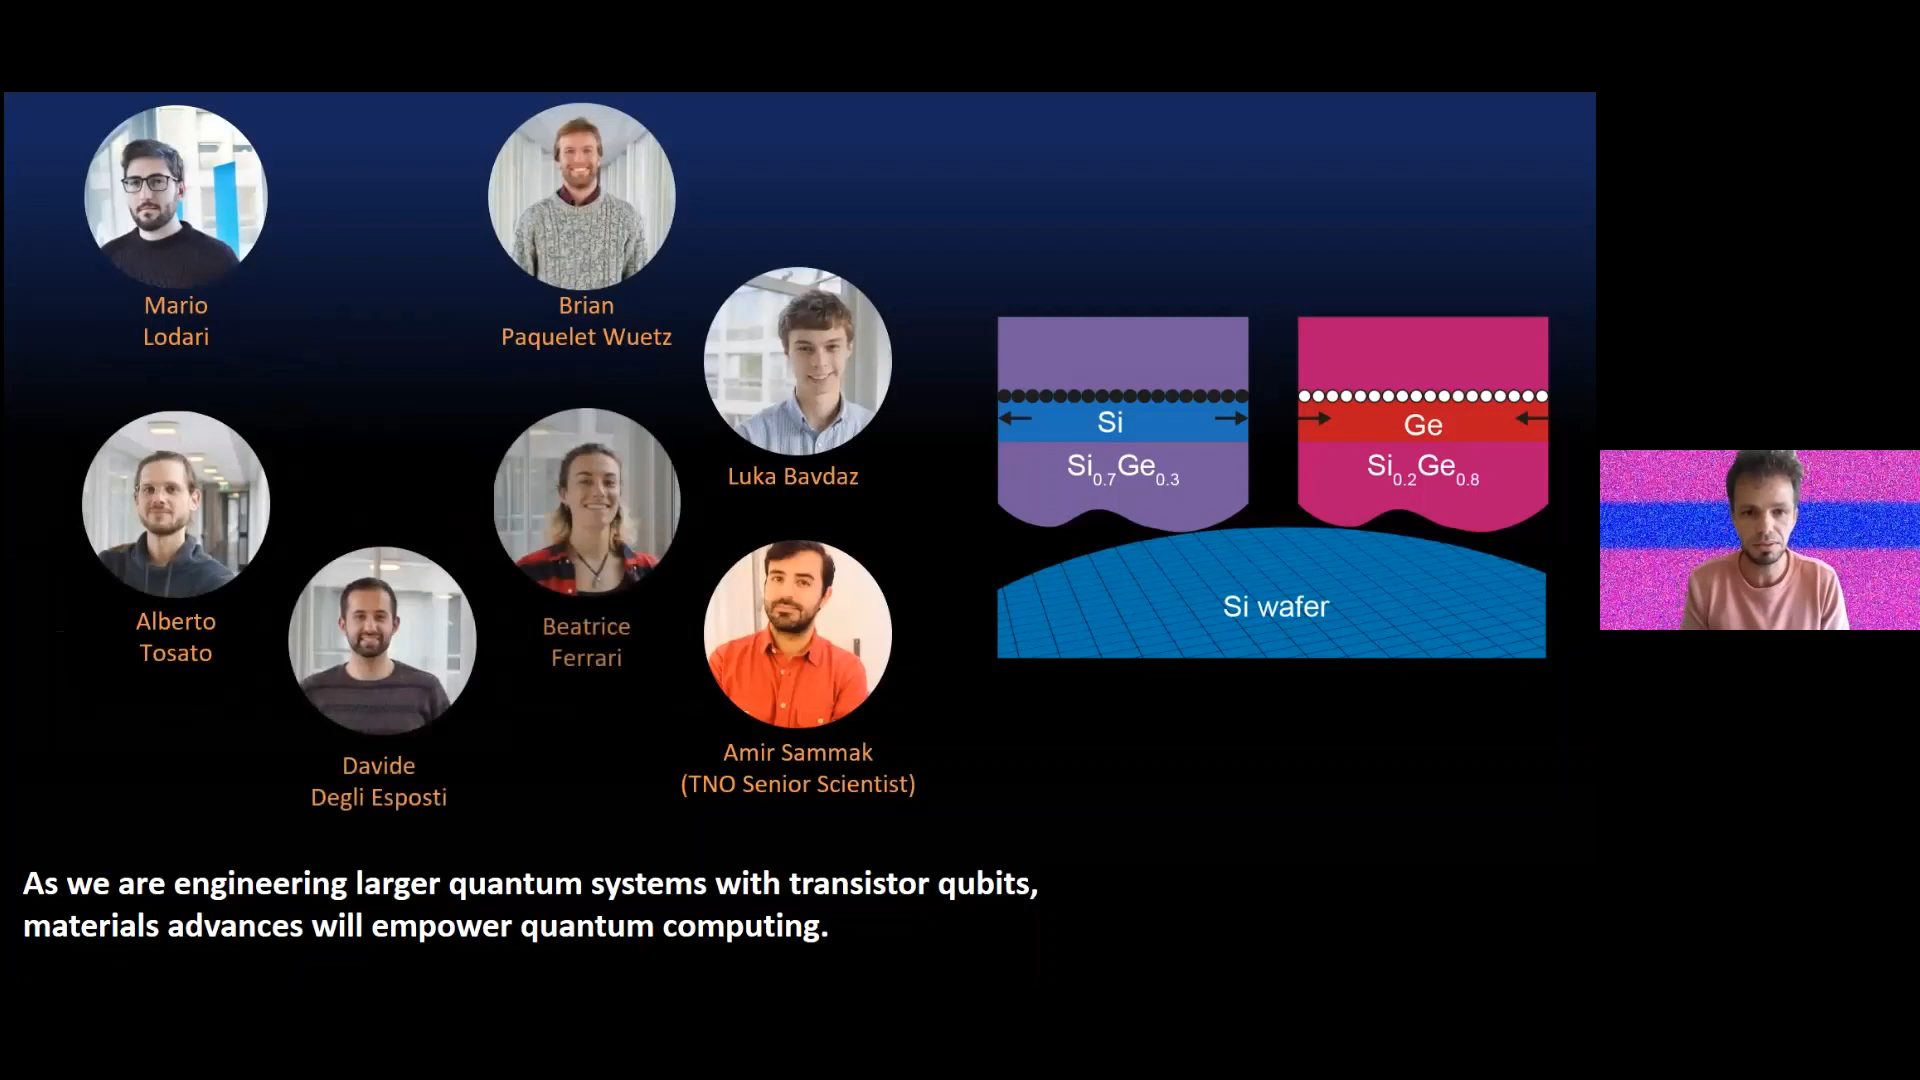 Mario
Lodari
Brian
Paquelet Wuetz
Luka Bavdaz
Alberto
Tosato
Beatrice
Ferrari
Davide
Degli Esposti
Amir Sammak
(TNO Senior Scientist)
Si
Si0.7Ge0.3
Ge
Si0.2Ge0.8
Si wafer
As we are engineering larger quantum systems with transistor qubits,
materials advances will empower quantum computing.